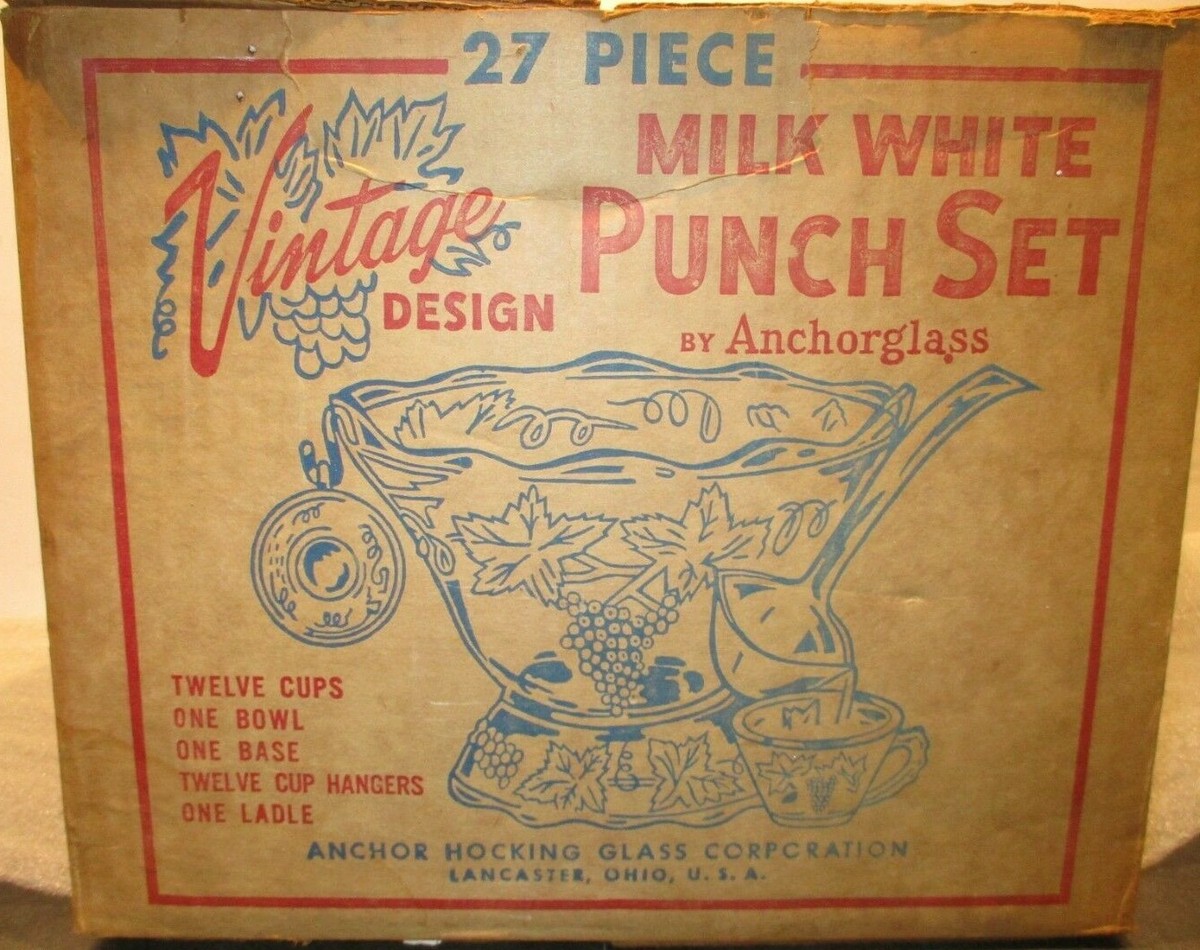 27 PIECE
Vintage
DESIGN
MILK WHITE
PUNCH SET
BY Anchorglass
TWELVE CUPS
ONE BOWL
ONE BASE
TWELVE CUP HANGERS
ONE LADLE
ANCHOR HOCKING GLASS CORPORATION
LANCASTER, OHIO, U. S. A.